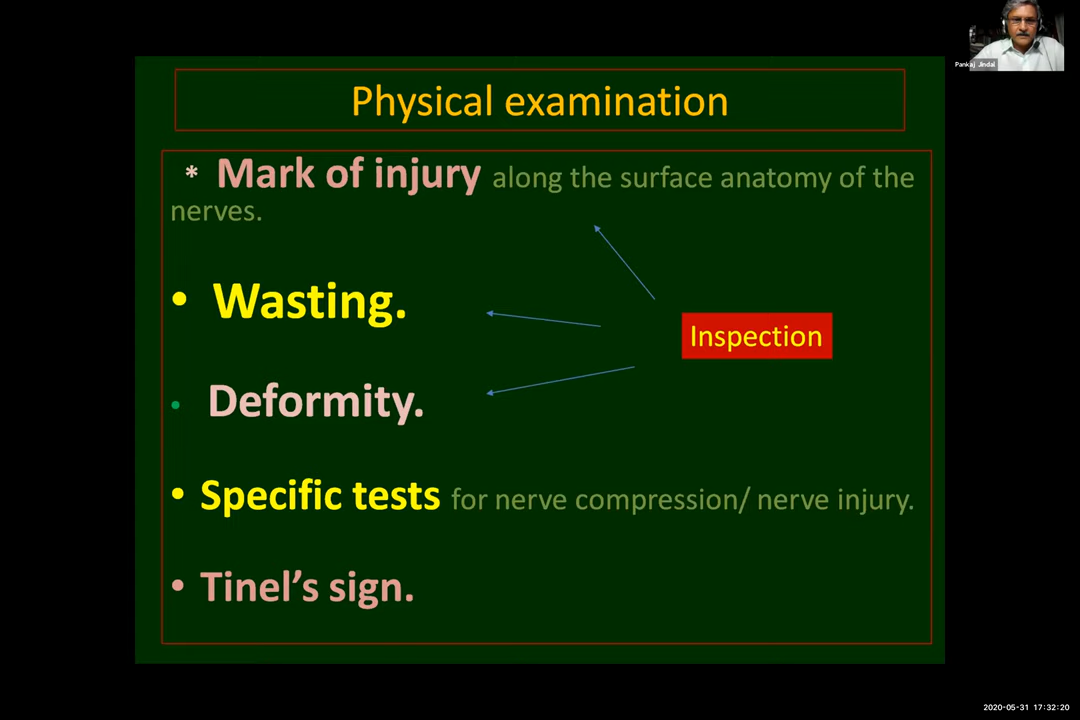 Pankaj Jindal
Physical examination
* Mark of injury along the surface anatomy of the
nerves.
• Wasting.
Inspection
• Deformity.
• Specific tests for nerve compression/ nerve injury.
• Tinel’s sign.
2020-05-31 17:32:20